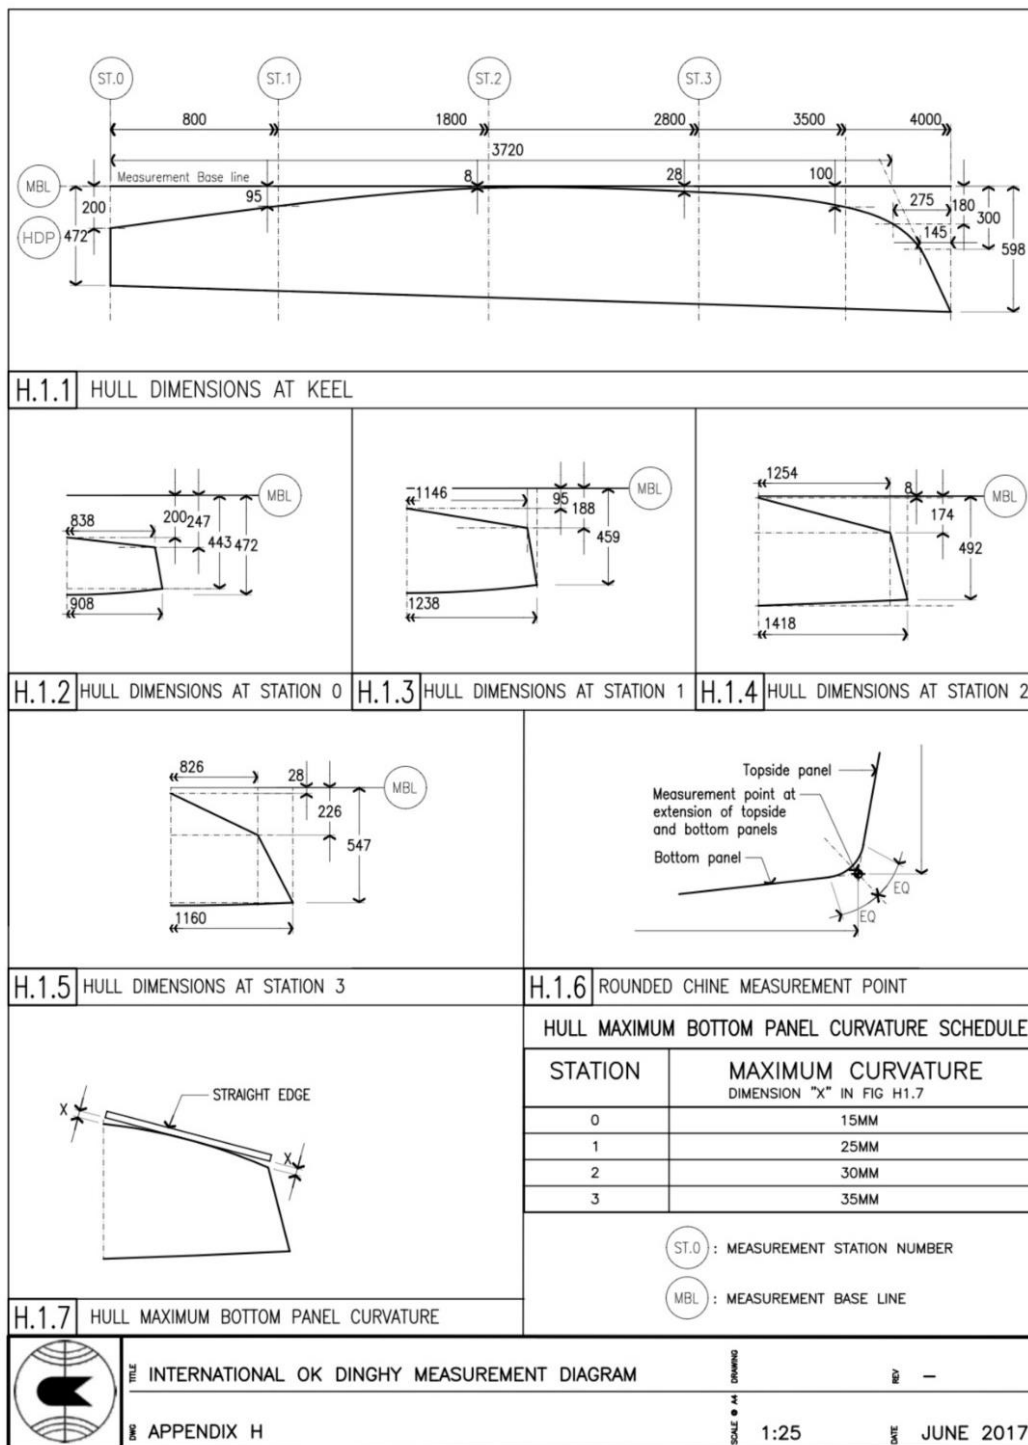 ST.0 ST.1 ST.2 ST.3
800 1800 2800 3500 4000
3720
MBL Measurement Base line 8 28 100
200 95 275 180 300
HDP 472 145 598
H.1.1 HULL DIMENSIONS AT KEEL
MBL
838 200 247
443 472
908
H.1.2 HULL DIMENSIONS AT STATION 0
MBL
1146 95 188
459
1238
H.1.3 HULL DIMENSIONS AT STATION 1
1254 8 MBL
174
492
1418
H.1.4 HULL DIMENSIONS AT STATION 2
826 28 MBL
226
547
1160
H.1.5 HULL DIMENSIONS AT STATION 3
Topside panel
Measurement point at
extension of topside
and bottom panels
Bottom panel
EQ
EQ
H.1.6 ROUNDED CHINE MEASUREMENT POINT
STRAIGHT EDGE
X
X
H.1.7 HULL MAXIMUM BOTTOM PANEL CURVATURE
HULL MAXIMUM BOTTOM PANEL CURVATURE SCHEDULE
STATION MAXIMUM CURVATURE
DIMENSION "X" IN FIG H1.7
0 15MM
1 25MM
2 30MM
3 35MM
ST.0 : MEASUREMENT STATION NUMBER
MBL : MEASUREMENT BASE LINE
TITLE INTERNATIONAL OK DINGHY MEASUREMENT DIAGRAM DRAWING REV —
DWG APPENDIX H SCALE @ A4 1:25 DATE JUNE 2017